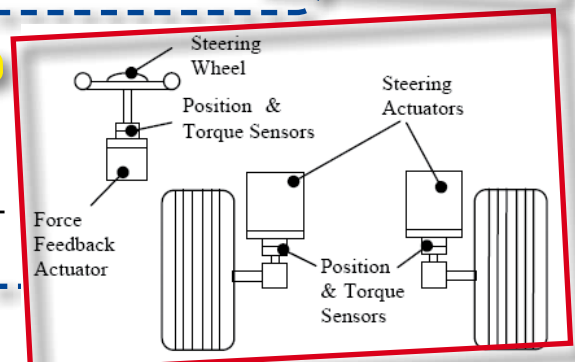 Steering
Wheel
Position &
Torque Sensors
Steering
Actuators
Force
Feedback
Actuator
Position
& Torque
Sensors